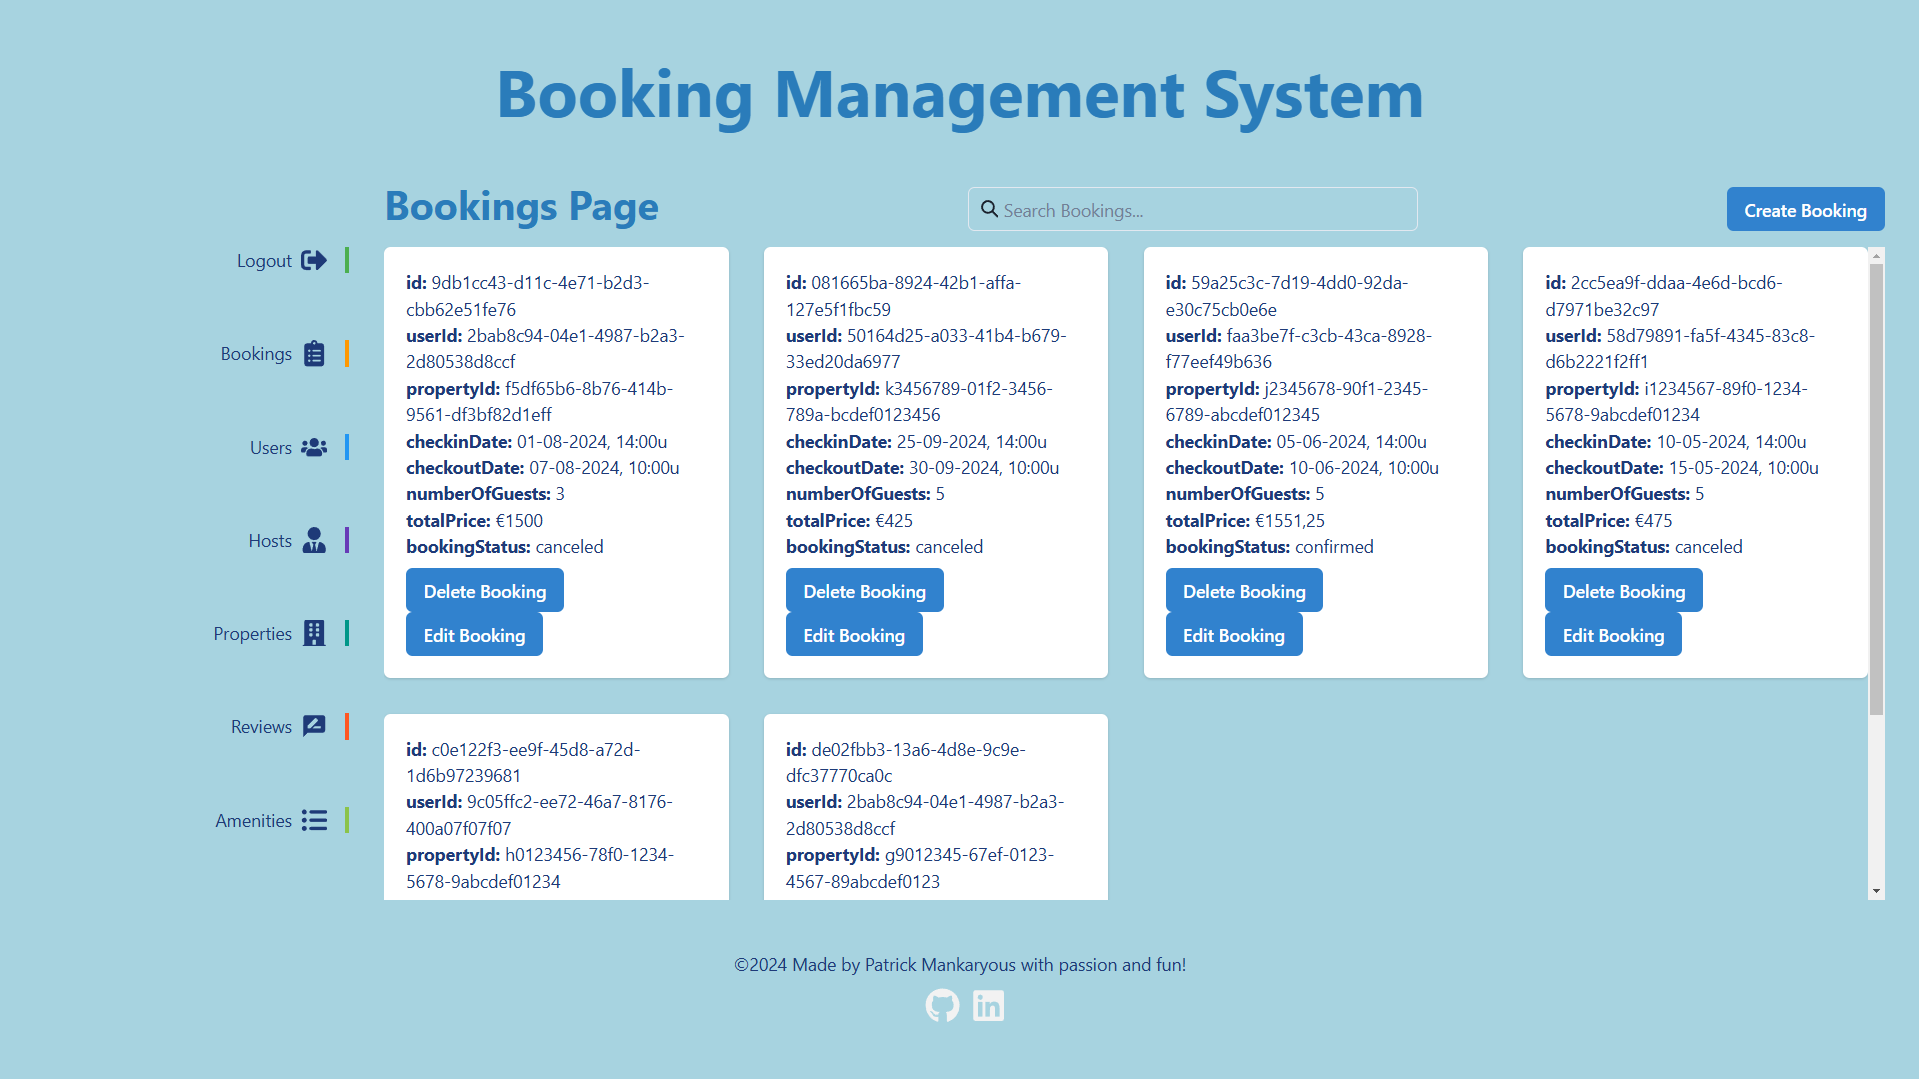 Booking Management System
Bookings Page
Search Bookings...
Create Booking
Logout
Bookings
Users
Hosts
Properties
Reviews
Amenities
id: 9db1cc43-d11c-4e71-b2d3-
cbb62e51fe76
userId: 2bab8c94-04e1-4987-b2a3-
2d80538d8ccf
propertyId: f5df65b6-8b76-414b-
9561-df3bf82d1eff
checkinDate: 01-08-2024, 14:00u
checkoutDate: 07-08-2024, 10:00u
numberOfGuests: 3
totalPrice: €1500
bookingStatus: canceled
Delete Booking
Edit Booking
id: 081665ba-8924-42b1-affa-
127e5f1fbc59
userId: 50164d25-a033-41b4-b679-
33ed20da6977
propertyId: k3456789-01f2-3456-
789a-bcdef0123456
checkinDate: 25-09-2024, 14:00u
checkoutDate: 30-09-2024, 10:00u
numberOfGuests: 5
totalPrice: €425
bookingStatus: canceled
Delete Booking
Edit Booking
id: 59a25c3c-7d19-4dd0-92da-
e30c75cb0e6e
userId: faa3be7f-c3cb-43ca-8928-
f77eef49b636
propertyId: j2345678-90f1-2345-
6789-abcdef012345
checkinDate: 05-06-2024, 14:00u
checkoutDate: 10-06-2024, 10:00u
numberOfGuests: 5
totalPrice: €1551,25
bookingStatus: confirmed
Delete Booking
Edit Booking
id: 2cc5ea9f-ddaa-4e6d-bcd6-
d7971be32c97
userId: 58d79891-fa5f-4345-83c8-
d6b2221f2ff1
propertyId: i1234567-89f0-1234-
5678-9abcdef01234
checkinDate: 10-05-2024, 14:00u
checkoutDate: 15-05-2024, 10:00u
numberOfGuests: 5
totalPrice: €475
bookingStatus: canceled
Delete Booking
Edit Booking
id: c0e122f3-ee9f-45d8-a72d-
1d6b97239681
userId: 9c05ffc2-ee72-46a7-8176-
400a07f07f07
propertyId: h0123456-78f0-1234-
5678-9abcdef01234
id: de02fbb3-13a6-4d8e-9c9e-
dfc37770ca0c
userId: 2bab8c94-04e1-4987-b2a3-
2d80538d8ccf
propertyId: g9012345-67ef-0123-
4567-89abcdef0123
©2024 Made by Patrick Mankaryous with passion and fun!
in